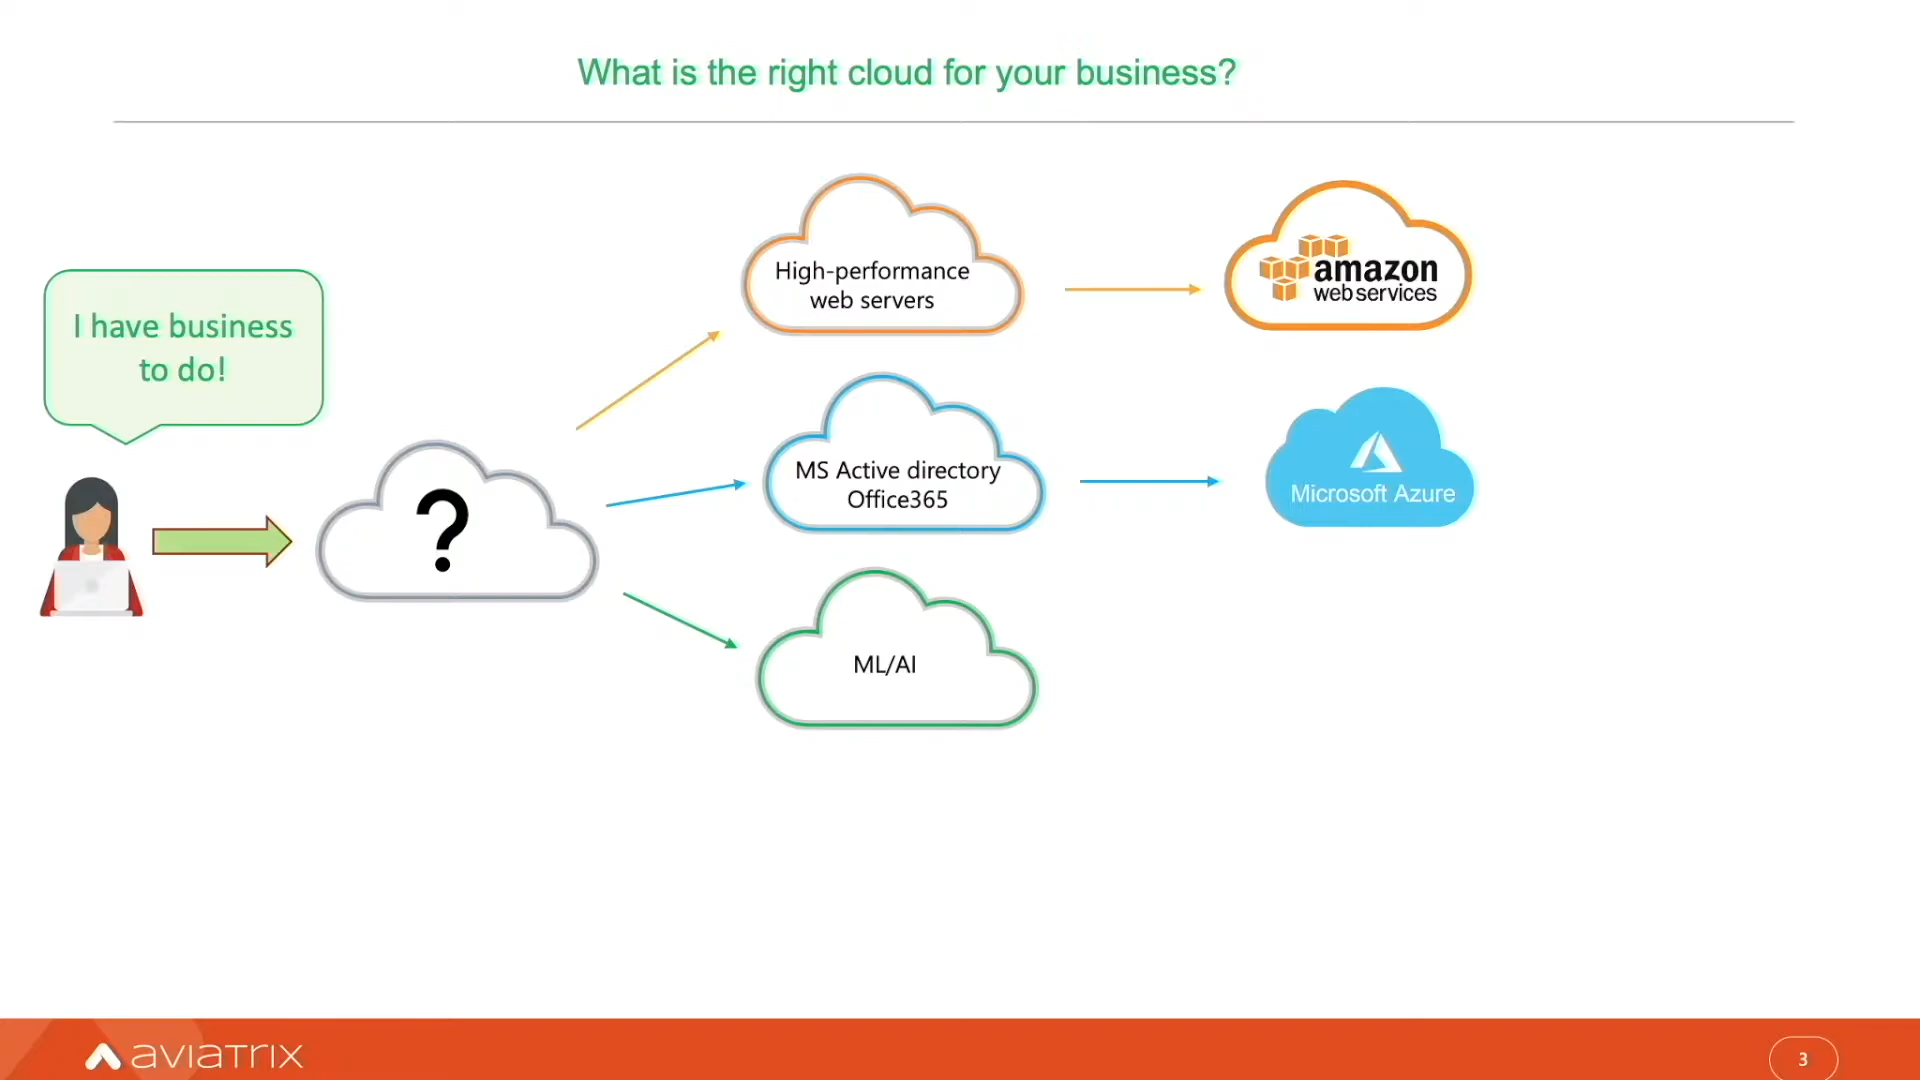 What is the right cloud for your business?
I have business
to do!
?
High-performance
web servers
amazon
web services
MS Active directory
Office365
Microsoft Azure
ML/AI
aviatrix
3